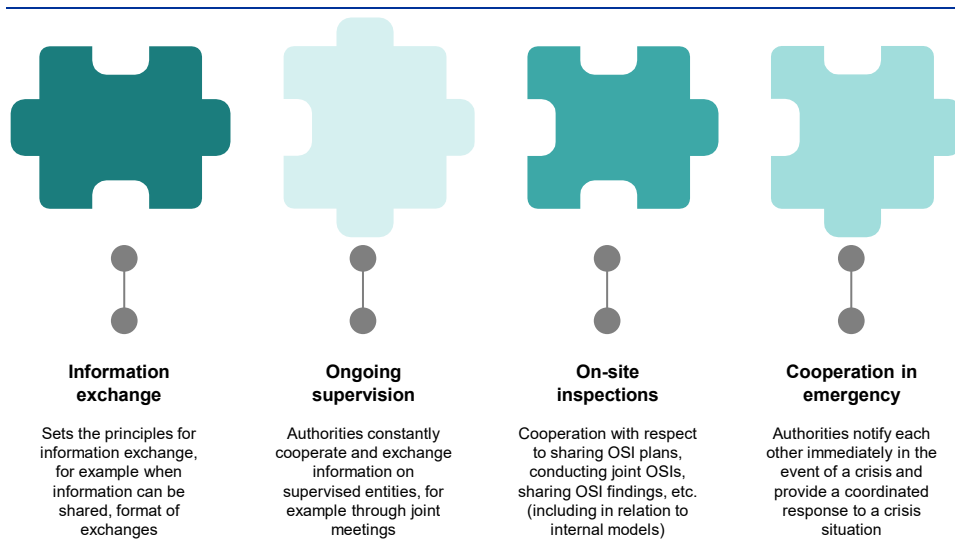 Information
exchange
Sets the principles for
information exchange,
for example when
information can be
shared, format of
exchanges
Ongoing
supervision
Authorities constantly
cooperate and exchange
information on
supervised entities, for
example through joint
meetings
On-site
inspections
Cooperation with respect
to sharing OSI plans,
conducting joint OSIs,
sharing OSI findings, etc.
(including in relation to
internal models)
Cooperation in
emergency
Authorities notify each
other immediately in the
event of a crisis and
provide a coordinated
response to a crisis
situation